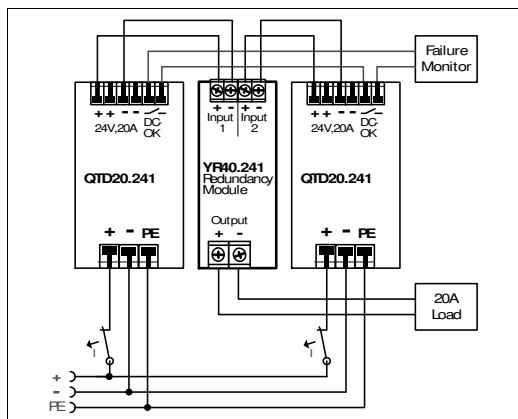 Failure
Monitor
+ + - -
24V,20A
DC-
OK
QTD20.241
+ - PE
+ - + -
Input
1
Input
2
YR40.241
Redundancy
Module
Output
+ -
+ + - -
24V,20A
DC-
OK
QTD20.241
+ - PE
20A
Load
I
I
+
-
PE